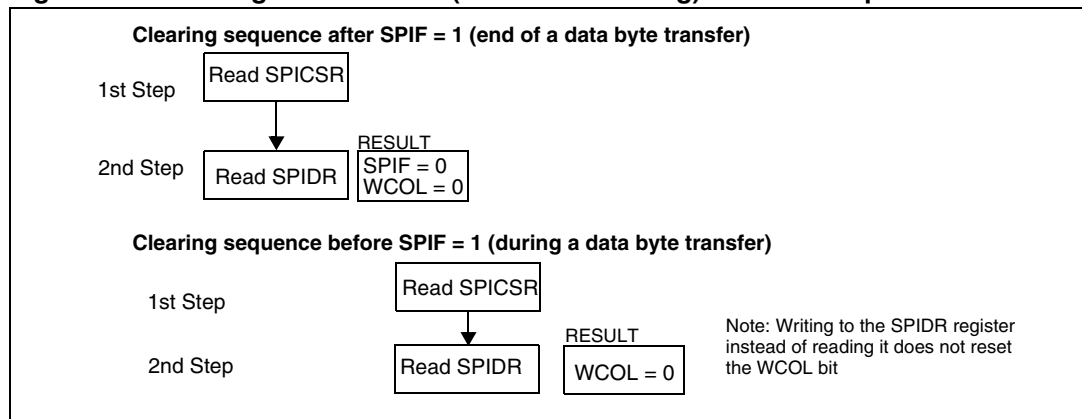 Clearing sequence after SPIF = 1 (end of a data byte transfer)
1st Step
Read SPICSR
2nd Step
Read SPIDR
RESULT
SPIF = 0
WCOL = 0
Clearing sequence before SPIF = 1 (during a data byte transfer)
1st Step
Read SPICSR
2nd Step
Read SPIDR
RESULT
WCOL = 0
Note: Writing to the SPIDR register
instead of reading it does not reset
the WCOL bit